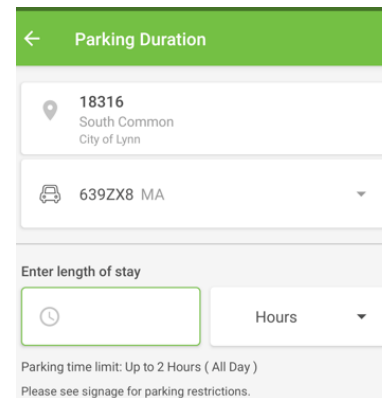 Parking Duration
18316
South Common
City of Lynn
639ZX8 MA
Enter length of stay
Hours
Parking time limit: Up to 2 Hours ( All Day )
Please see signage for parking restrictions.